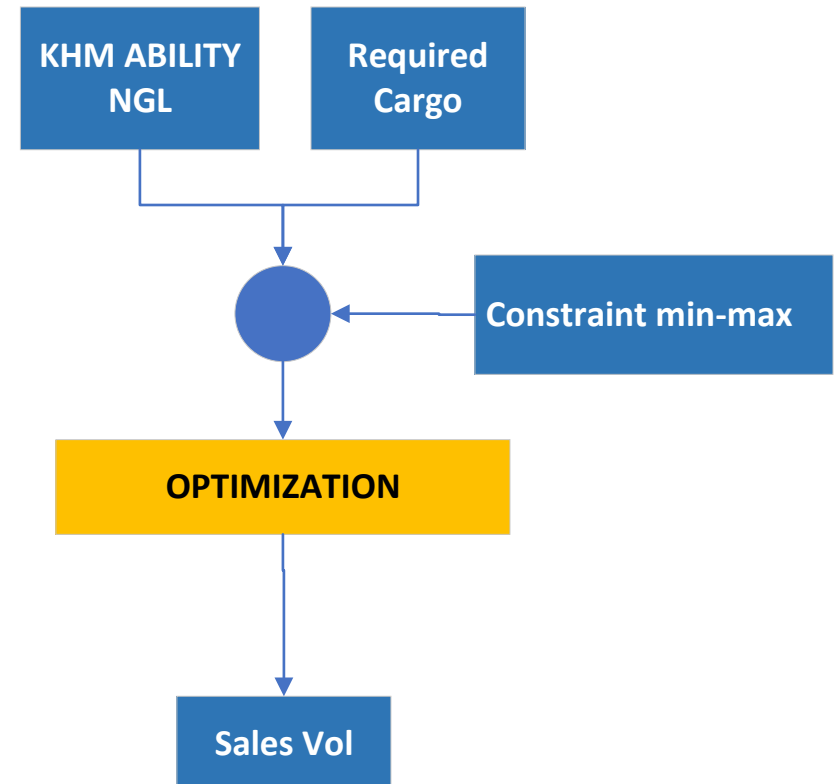 KHM ABILITY
NGL
Required
Cargo
Constraint min-max
OPTIMIZATION
Sales Vol